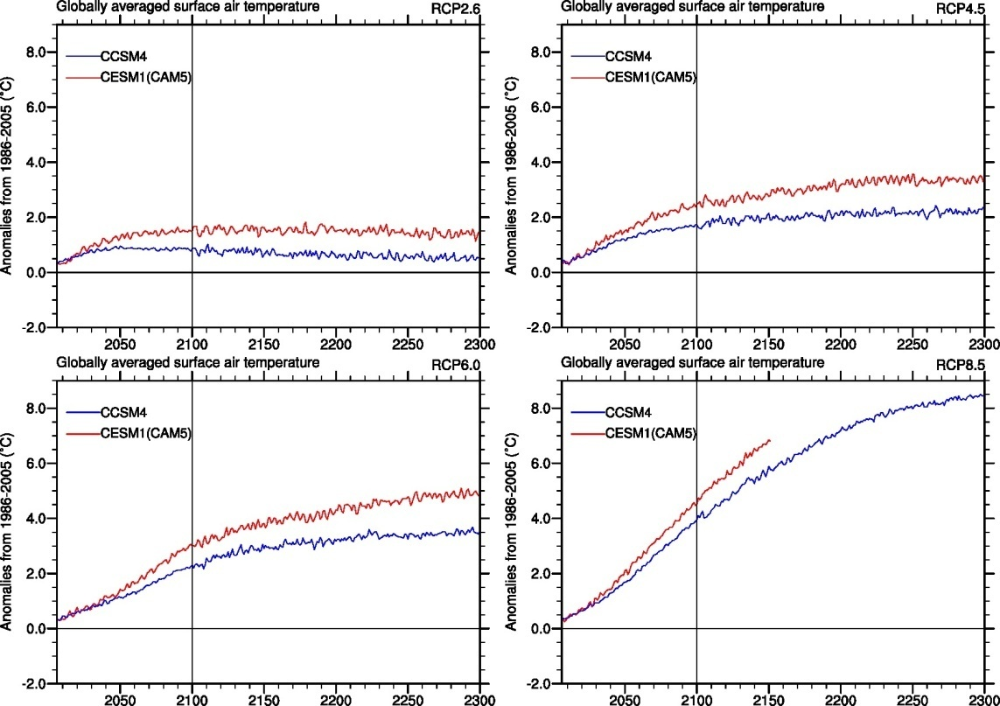 Globally averaged surface air temperature RCP2.6
CCSM4
CESM1(CAM5)
Anomalies from 1986-2005 (°C)
8.0
6.0
4.0
2.0
0.0
-2.0
2050 2100 2150 2200 2250 2300
Globally averaged surface air temperature RCP4.5
CCSM4
CESM1(CAM5)
Anomalies from 1986-2005 (°C)
8.0
6.0
4.0
2.0
0.0
-2.0
2050 2100 2150 2200 2250 2300
Globally averaged surface air temperature RCP6.0
CCSM4
CESM1(CAM5)
Anomalies from 1986-2005 (°C)
8.0
6.0
4.0
2.0
0.0
-2.0
2050 2100 2150 2200 2250 2300
Globally averaged surface air temperature RCP8.5
CCSM4
CESM1(CAM5)
Anomalies from 1986-2005 (°C)
8.0
6.0
4.0
2.0
0.0
-2.0
2050 2100 2150 2200 2250 2300